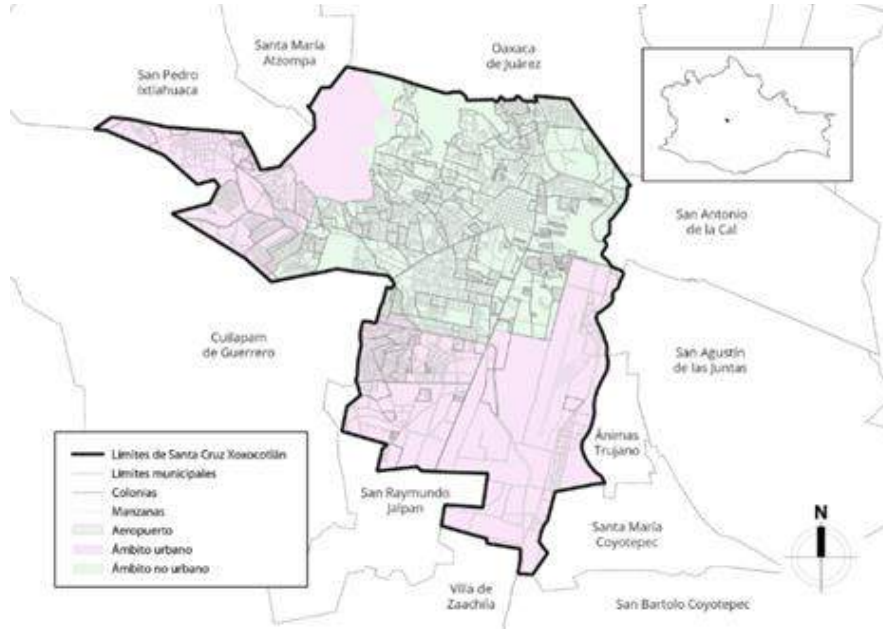 Santa María
Atzompa
Oaxaca
de Juárez
San Pedro
Ixtlahuaca
San Antonio
de la Cal
Cuilapam
de Guerrero
San Agustín
de las Juntas
Ánimas
Trujano
Límites de Santa Cruz Xoxocotlán
Límites municipales
Colonias
Manzanas
Aeropuerto
Ámbito urbano
Ámbito no urbano
San Raymundo
Jalpan
Santa María
Coyotepec
N
Villa de
Zaachila
San Bartolo Coyotepec